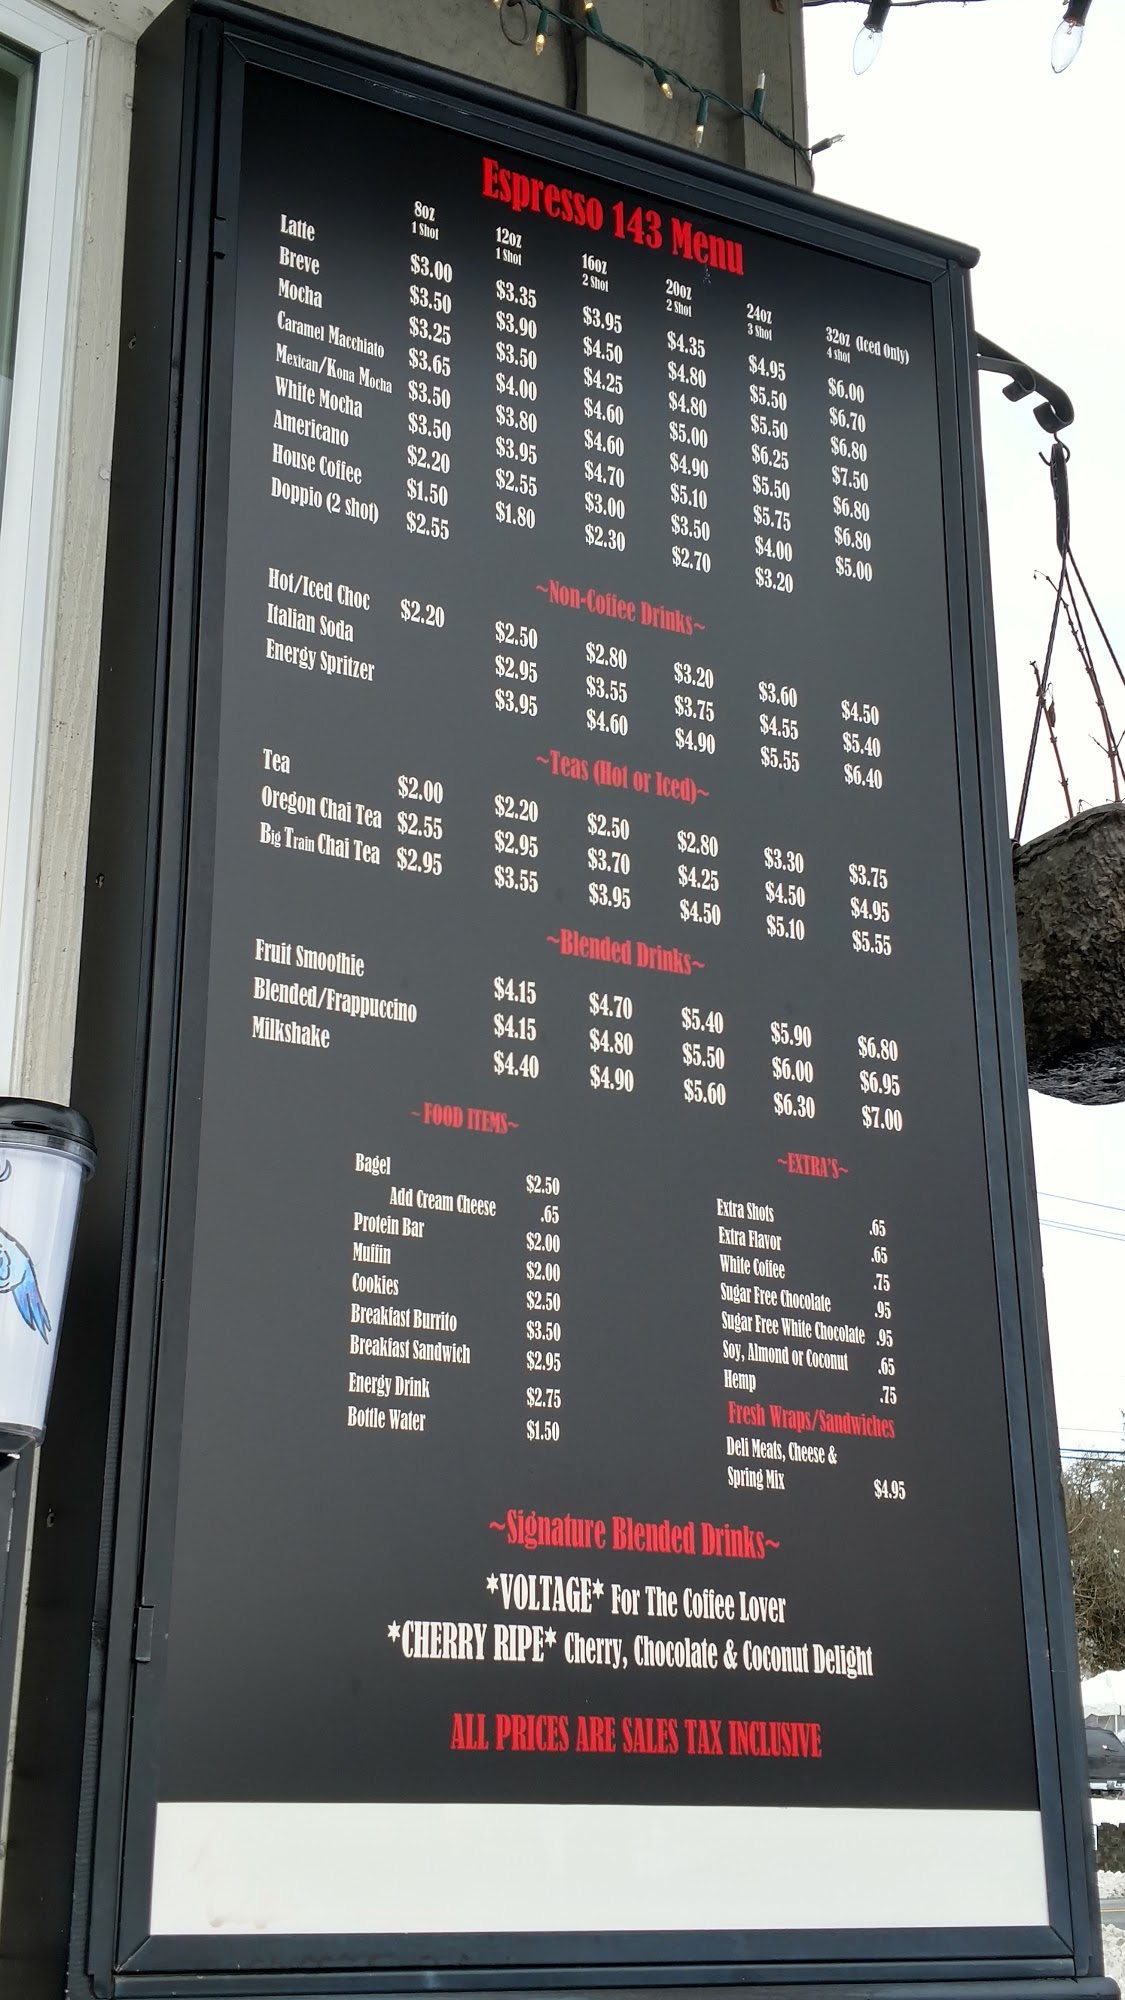 Espresso 143 Menu
8oz 12oz 16oz 20oz 24oz 32oz (Iced Only)
1 Shot 1 Shot 2 Shot 2 Shot 3 Shot 4 shot
Latte $3.00 $3.35 $3.95 $4.35 $4.95 $6.00
Breve $3.50 $3.90 $4.50 $4.80 $5.50 $6.70
Mocha $3.25 $3.50 $4.25 $4.80 $5.50 $6.80
Caramel Macchiato $3.65 $4.00 $4.60 $5.00 $6.25 $7.50
Mexican/Kona Mocha $3.50 $3.80 $4.60 $4.90 $5.50 $6.80
White Mocha $3.50 $3.95 $4.70 $5.10 $5.75 $6.80
Americano $2.20 $2.55 $3.00 $3.50 $4.00 $5.00
House Coffee $1.50 $1.80 $2.30 $2.70 $3.20
Doppio (2 shot) $2.55
~Non-Coffee Drinks~
Hot/Iced Choc $2.20 $2.50 $2.80 $3.20 $3.60 $4.50
Italian Soda $2.95 $3.55 $3.75 $4.55 $5.40
Energy Spritzer $3.95 $4.60 $4.90 $5.55 $6.40
~Teas (Hot or Iced)~
Tea $2.00 $2.20 $2.50 $2.80 $3.30 $3.75
Oregon Chai Tea $2.55 $2.95 $3.70 $4.25 $4.50 $4.95
Big Train Chai Tea $2.95 $3.55 $3.95 $4.50 $5.10 $5.55
~Blended Drinks~
Fruit Smoothie $4.15 $4.70 $5.40 $5.90 $6.80
Blended/Frappuccino $4.15 $4.80 $5.50 $6.00 $6.95
Milkshake $4.40 $4.90 $5.60 $6.30 $7.00
~FOOD ITEMS~
Bagel $2.50
Add Cream Cheese .65
Protein Bar $2.00
Muffin $2.00
Cookies $2.50
Breakfast Burrito $3.50
Breakfast Sandwich $2.95
Energy Drink $2.75
Bottle Water $1.50
~EXTRA'S~
Extra Shots .65
Extra Flavor .65
White Coffee .75
Sugar Free Chocolate .95
Sugar Free White Chocolate .95
Soy, Almond or Coconut .65
Hemp .75
Fresh Wraps/Sandwiches
Deli Meats, Cheese &
Spring Mix $4.95
~Signature Blended Drinks~
*VOLTAGE* For The Coffee Lover
*CHERRY RIPE* Cherry, Chocolate & Coconut Delight
ALL PRICES ARE SALES TAX INCLUSIVE